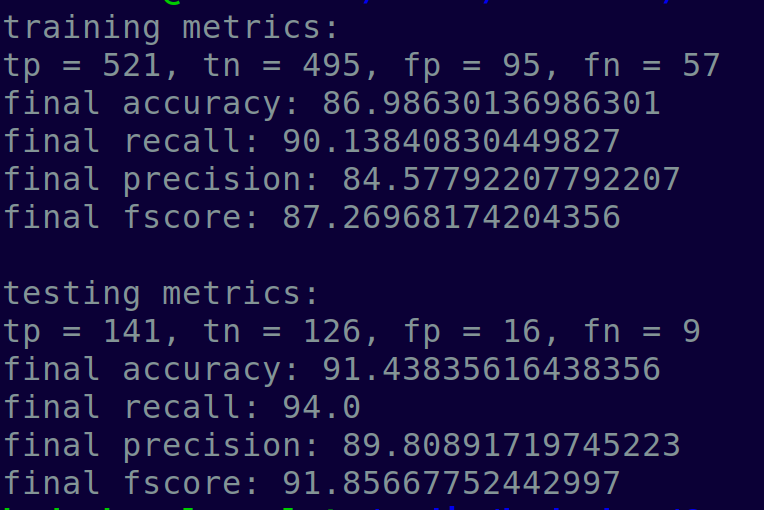 training metrics:
tp = 521, tn = 495, fp = 95, fn = 57
final accuracy: 86.98630136986301
final recall: 90.13840830449827
final precision: 84.57792207792207
final fscore: 87.26968174204356

testing metrics:
tp = 141, tn = 126, fp = 16, fn = 9
final accuracy: 91.43835616438356
final recall: 94.0
final precision: 89.80891719745223
final fscore: 91.85667752442997